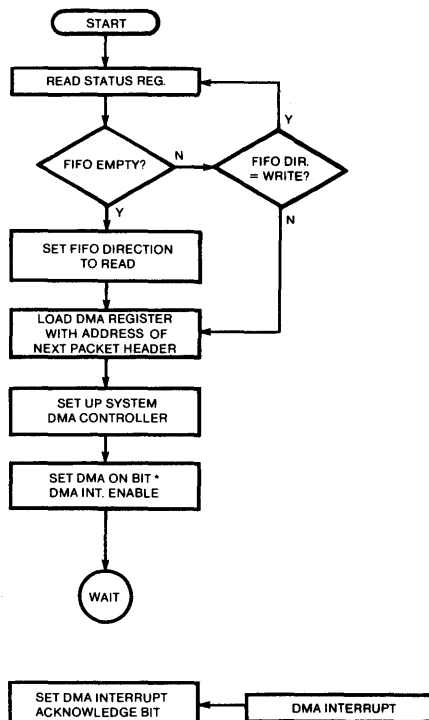 START
READ STATUS REG.
Y
FIFO EMPTY?
N
FIFO DIR.
= WRITE?
Y
N
SET FIFO DIRECTION
TO READ
LOAD DMA REGISTER
WITH ADDRESS OF
NEXT PACKET HEADER
SET UP SYSTEM
DMA CONTROLLER
SET DMA ON BIT *
DMA INT. ENABLE
WAIT
SET DMA INTERRUPT
ACKNOWLEDGE BIT
DMA INTERRUPT